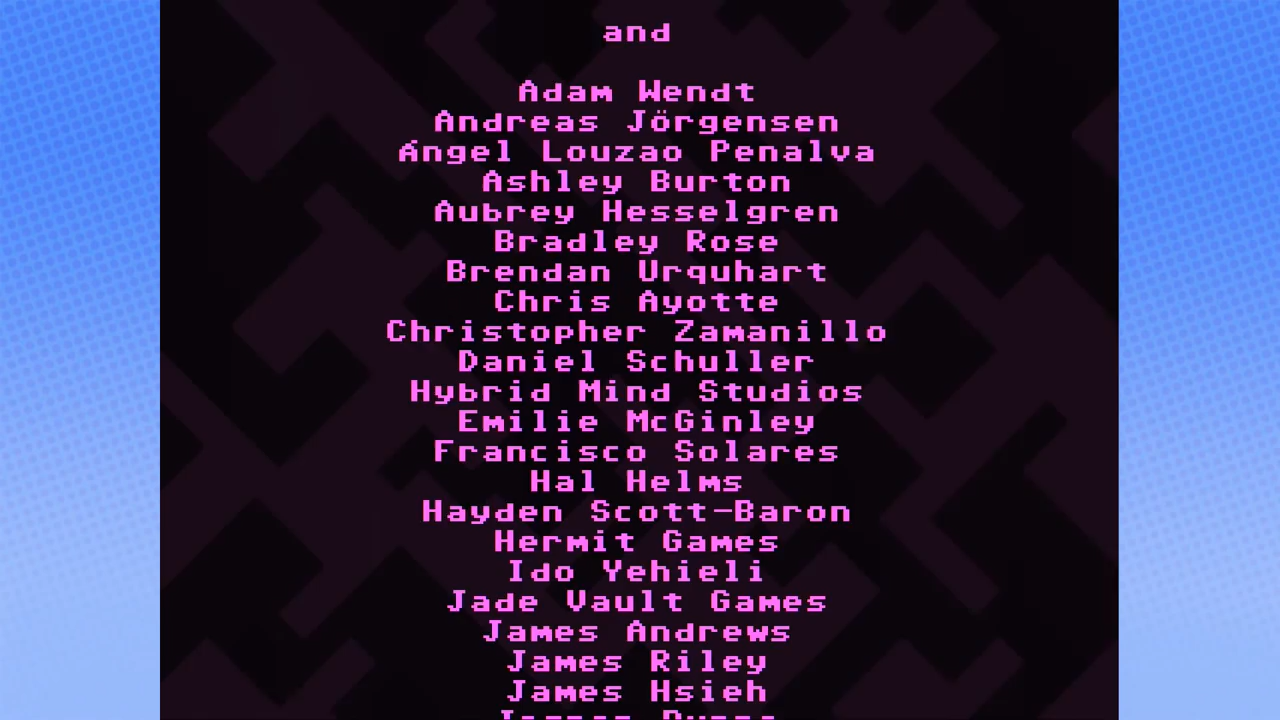 and
Adam Wendt
Andreas Jörgensen
Ángel Louzao Penalva
Ashley Burton
Aubrey Hesselgren
Bradley Rose
Brendan Urquhart
Chris Ayotte
Christopher Zamanillo
Daniel Schuller
Hybrid Mind Studios
Emilie McGinley
Francisco Solares
Hal Helms
Hayden Scott-Baron
Hermit Games
Ido Yehieli
Jade Vault Games
James Andrews
James Riley
James Hsieh